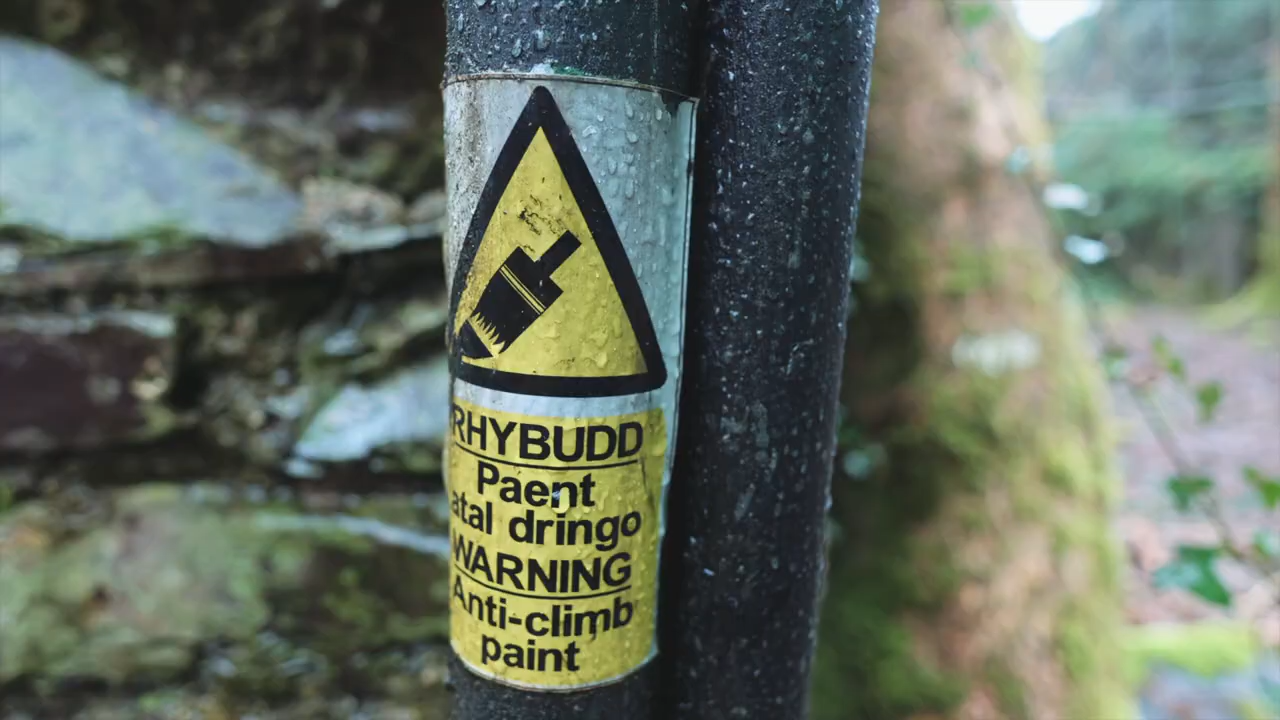 RHYBUDD
Paent
atal dringo
WARNING
Anti-climb
paint